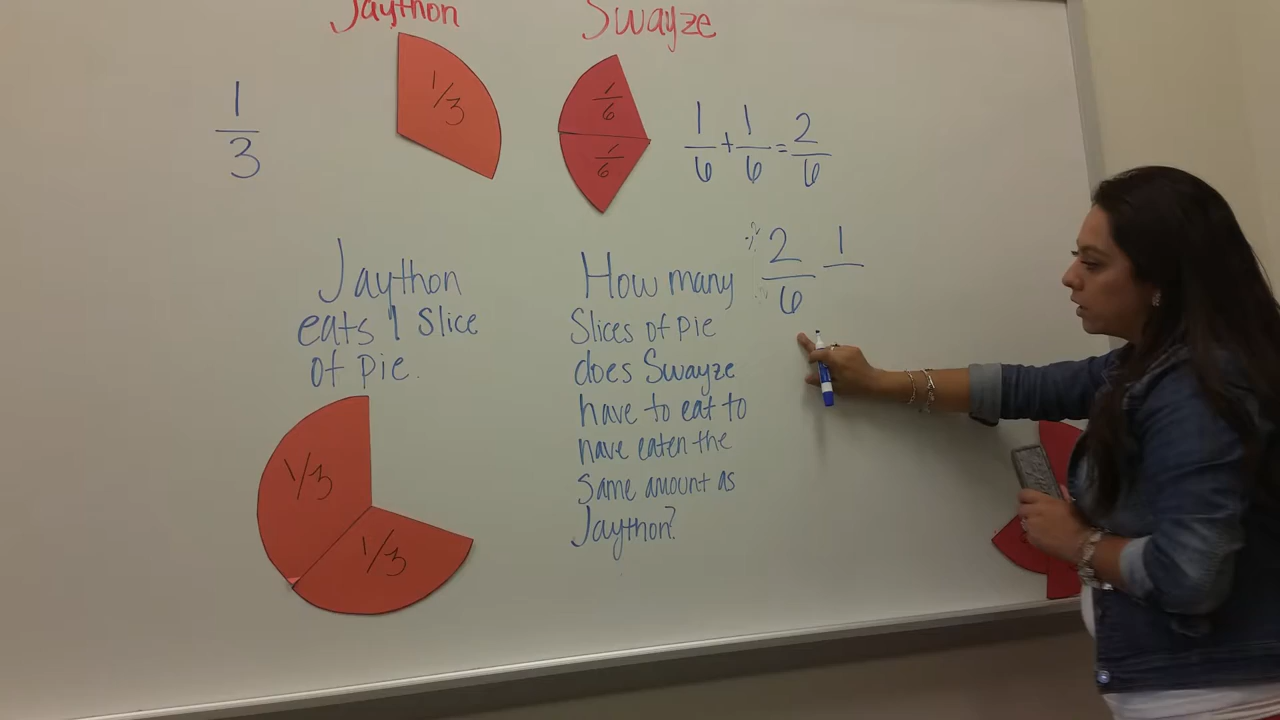 Jaython
1
3
1/3
Jaython
eats 1 Slice
of pie.
1/3
1/3
Swayze
1
6
1
6
1 + 1 = 2
6 6 6
How many
Slices of pie
does Swayze
have to eat to
have eaten the
Same amount as
Jaython?
2 1
6